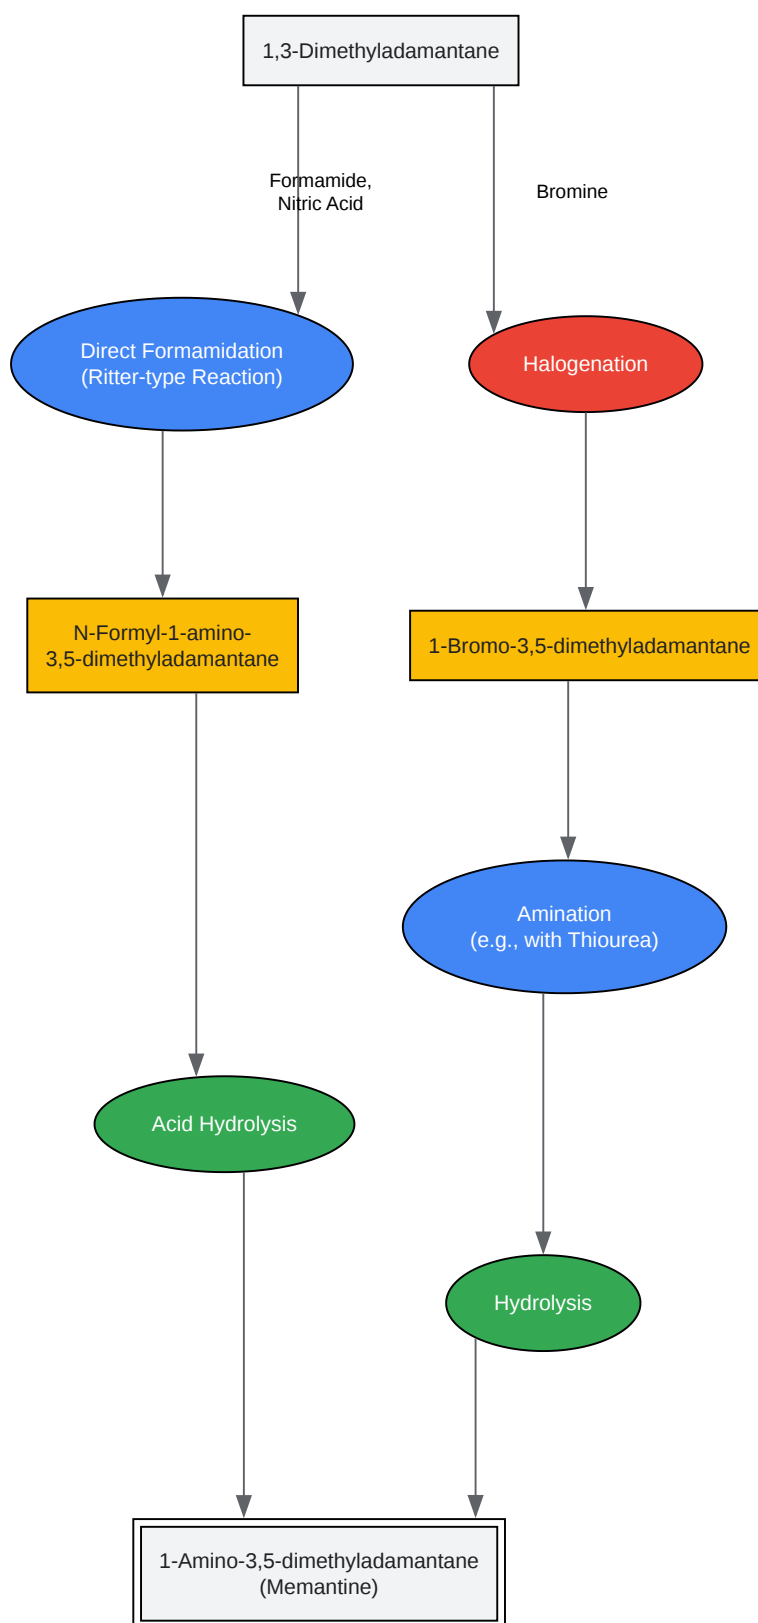 1,3-Dimethyladamantane
Formamide,
Nitric Acid
Bromine
Direct Formamidation
(Ritter-type Reaction)
Halogenation
N-Formyl-1-amino-
3,5-dimethyladamantane
1-Bromo-3,5-dimethyladamantane
Amination
(e.g., with Thiourea)
Acid Hydrolysis
Hydrolysis
1-Amino-3,5-dimethyladamantane
(Memantine)